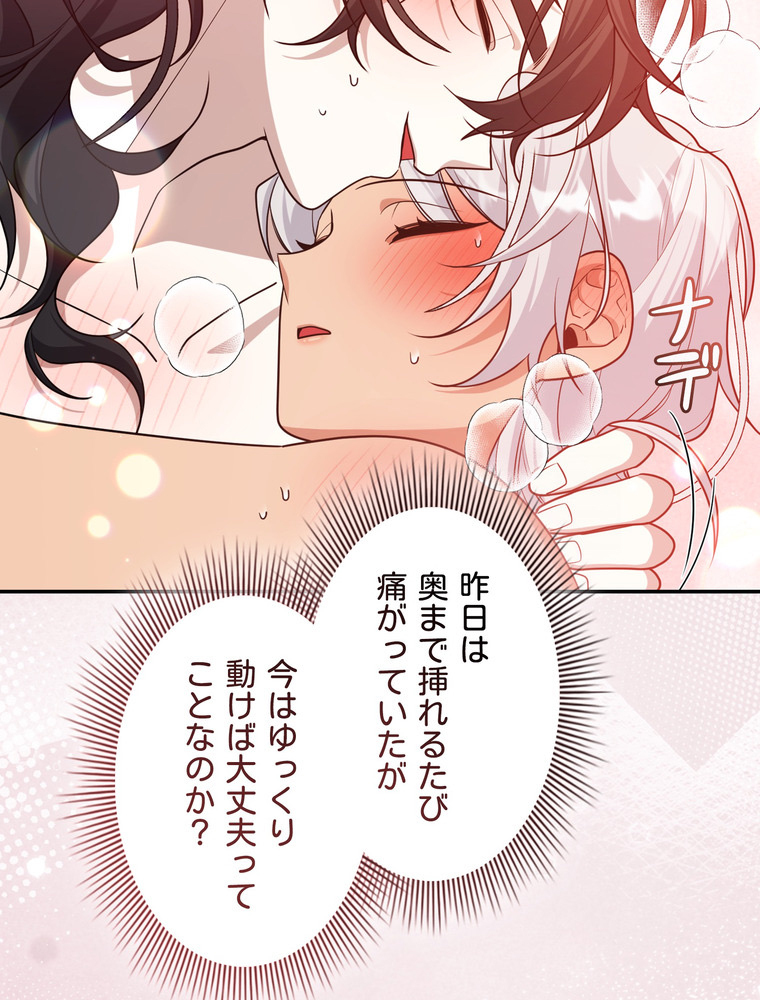 ナデ
昨日は
奥まで挿れるたび
痛がっていたが
今はゆっくり
動けば大丈夫って
ことなのか？